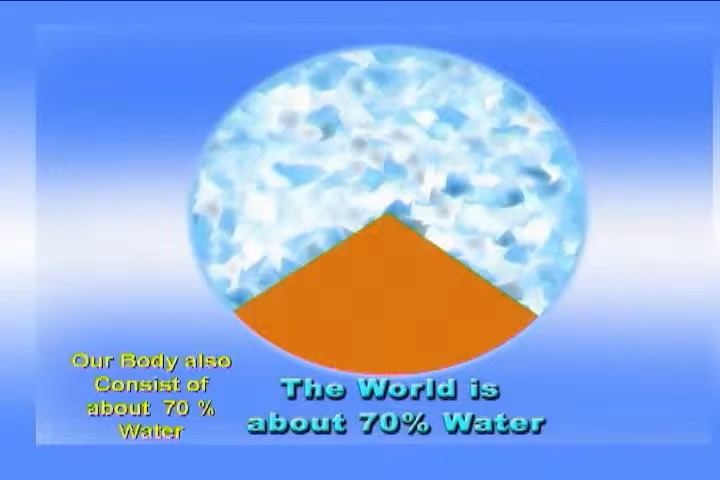 Our Body also
Consist of
about 70 %
Water
The World is
about 70% Water